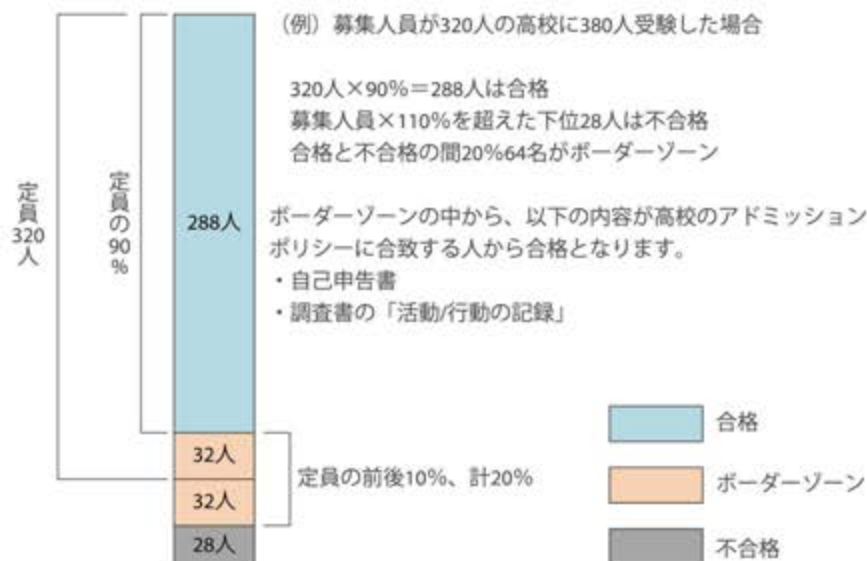 （例）募集人員が320人の高校に380人受験した場合
320人×90％＝288人は合格
募集人員×110％を超えた下位28人は不合格
合格と不合格の間20％64名がボーダーゾーン
定員320人
定員の90％
288人
ボーダーゾーンの中から、以下の内容が高校のアドミッション
ポリシーに合致する人から合格となります。
・自己申告書
・調査書の「活動/行動の記録」
32人
32人
28人
定員の前後10％、計20％
合格
ボーダーゾーン
不合格